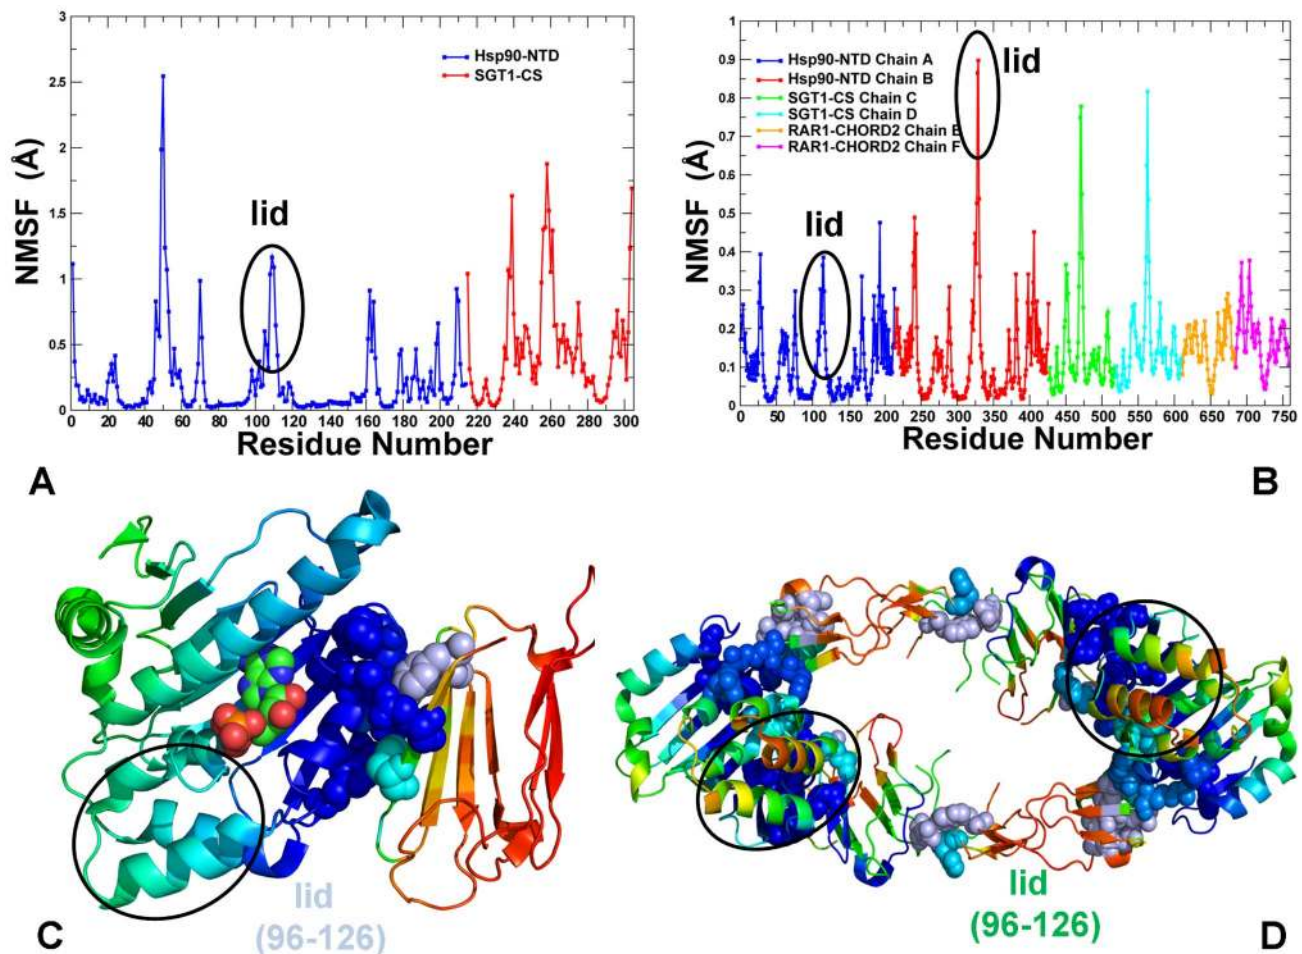 3
2.5
2
1.5
1
0.5
0
NMSF (Å)
Hsp90-NTD
SGT1-CS
lid
0 20 40 60 80 100 120 140 160 180 200 220 240 260 280 300
Residue Number
A
1
0.9
0.8
0.7
0.6
0.5
0.4
0.3
0.2
0.1
0
NMSF (Å)
Hsp90-NTD Chain A
Hsp90-NTD Chain B
SGT1-CS Chain C
SGT1-CS Chain D
RAR1-CHORD2 Chain E
RAR1-CHORD2 Chain F
lid
lid
0 50 100 150 200 250 300 350 400 450 500 550 600 650 700 750
Residue Number
B
lid
(96-126)
C
lid
(96-126)
D